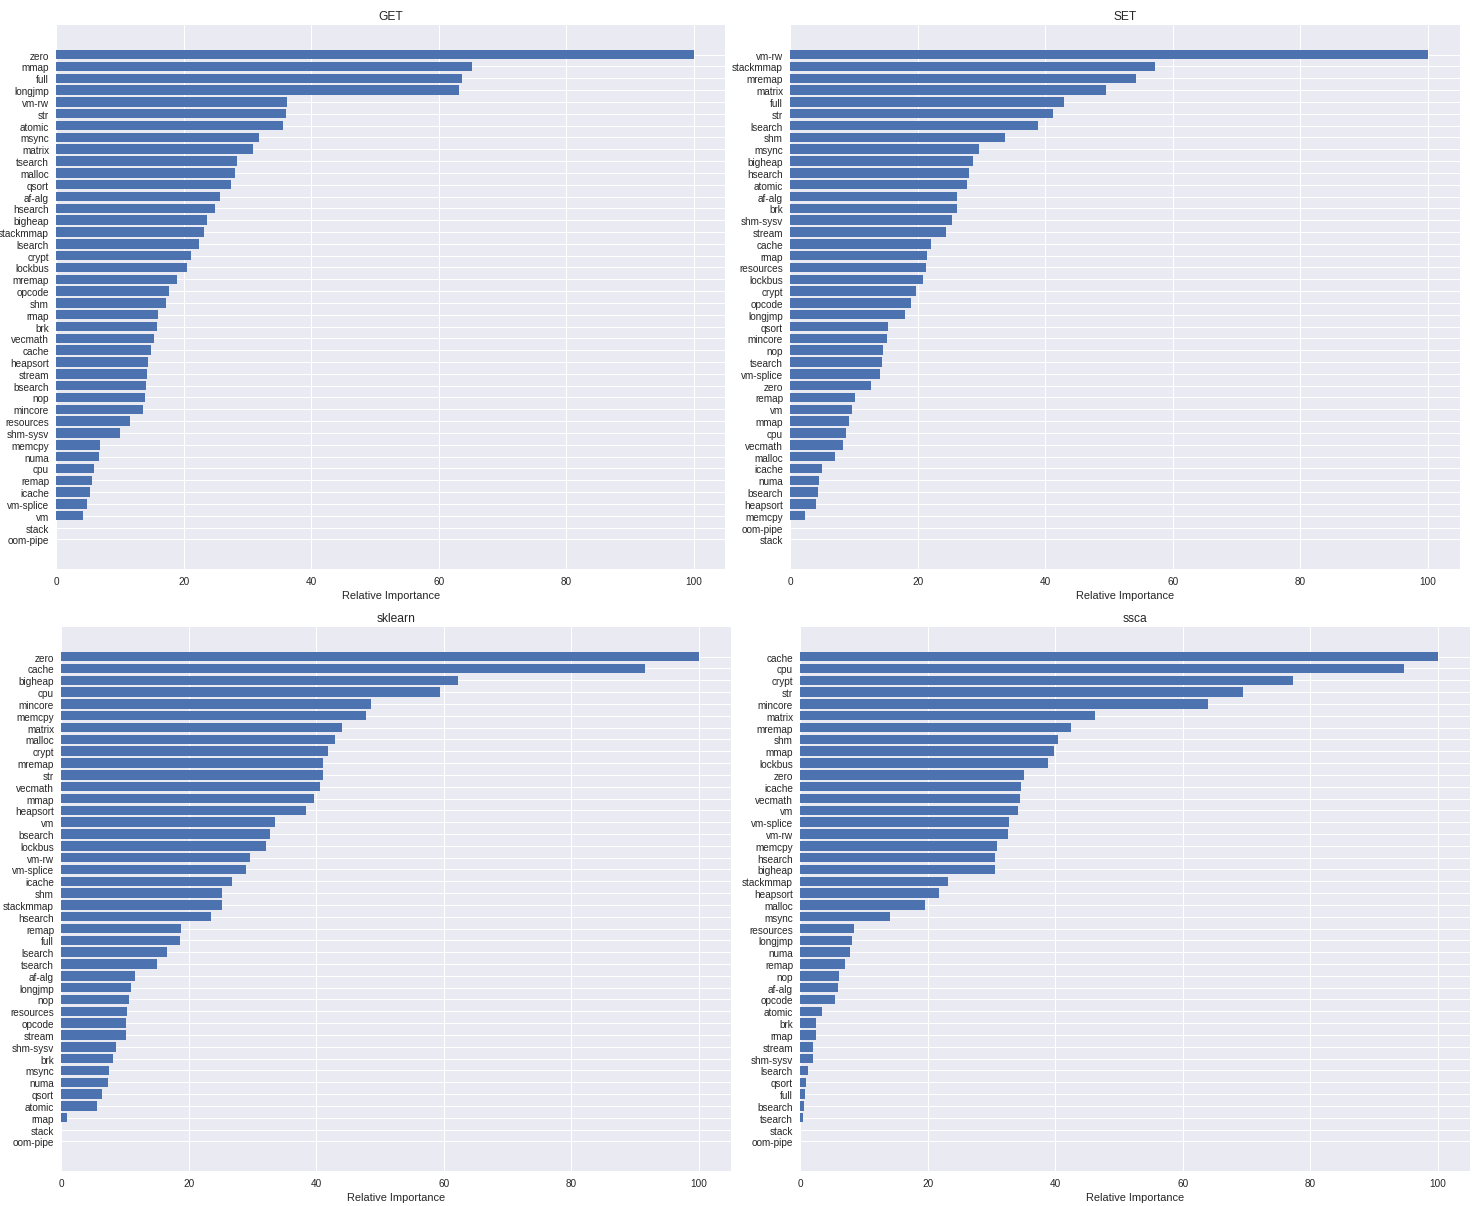 GET
zero
mmap
full
longjmp
vm-rw
str
atomic
msync
matrix
tsearch
malloc
qsort
af-alg
hsearch
bigheap
stackmmap
lsearch
crypt
lockbus
mremap
opcode
shm
rmap
brk
vecmath
cache
heapsort
stream
bsearch
nop
mincore
resources
shm-sysv
memcpy
numa
cpu
remap
icache
vm-splice
vm
stack
oom-pipe
0 20 40 60 80 100
Relative Importance
SET
vm-rw
stackmmap
mremap
matrix
full
str
lsearch
shm
msync
bigheap
hsearch
atomic
af-alg
brk
shm-sysv
stream
cache
rmap
resources
lockbus
crypt
opcode
longjmp
qsort
mincore
nop
tsearch
vm-splice
zero
remap
vm
mmap
cpu
vecmath
malloc
icache
numa
bsearch
heapsort
memcpy
oom-pipe
stack
0 20 40 60 80 100
Relative Importance
sklearn
zero
cache
bigheap
cpu
mincore
memcpy
matrix
malloc
crypt
mremap
str
vecmath
mmap
heapsort
vm
bsearch
lockbus
vm-rw
vm-splice
icache
shm
stackmmap
hsearch
remap
full
lsearch
tsearch
af-alg
longjmp
nop
resources
opcode
stream
shm-sysv
brk
msync
numa
qsort
atomic
rmap
stack
oom-pipe
0 20 40 60 80 100
Relative Importance
ssca
cache
cpu
crypt
str
mincore
matrix
mremap
shm
mmap
lockbus
zero
icache
vecmath
vm
vm-splice
vm-rw
memcpy
hsearch
bigheap
stackmmap
heapsort
malloc
msync
resources
longjmp
numa
remap
nop
af-alg
opcode
atomic
brk
rmap
stream
shm-sysv
lsearch
qsort
full
bsearch
tsearch
stack
oom-pipe
0 20 40 60 80 100
Relative Importance